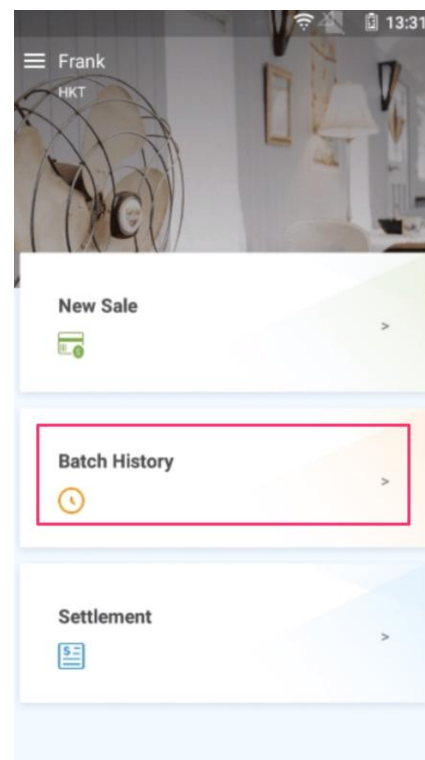 13:31
Frank
HKT
New Sale
>
Batch History
>
Settlement
>